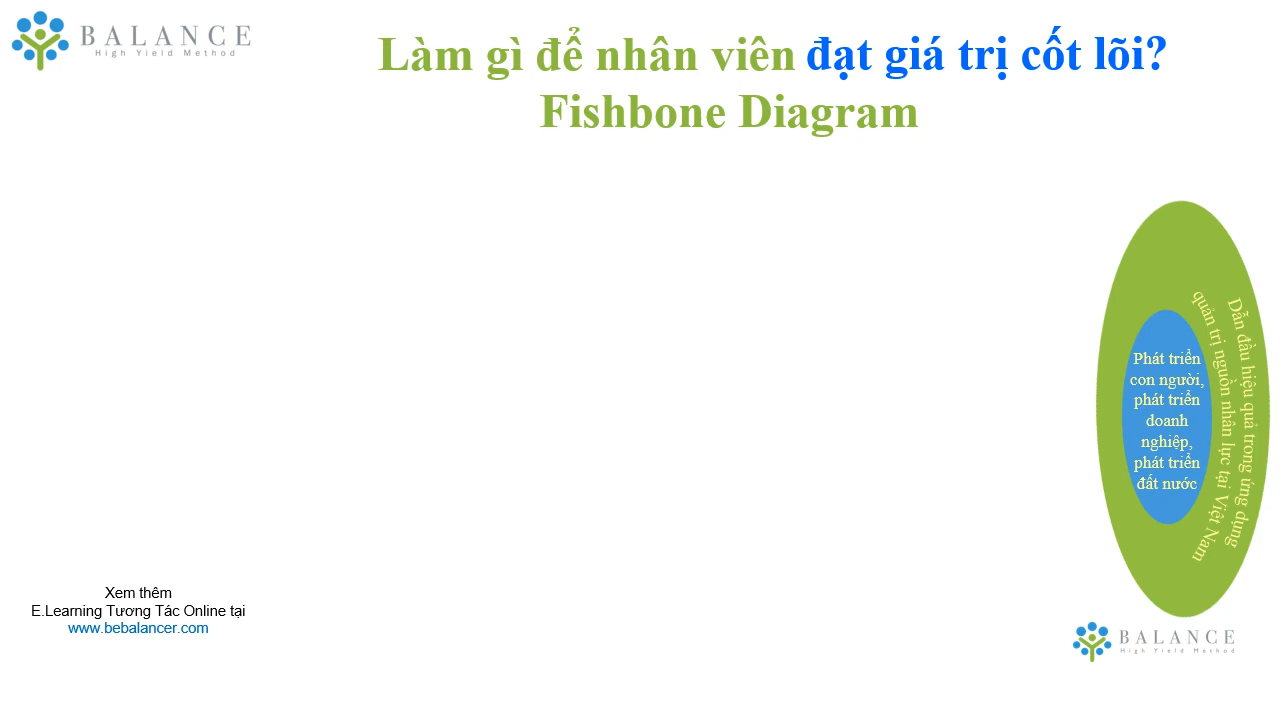 BALANCE
High Yield Method
Làm gì để nhân viên đạt giá trị cốt lõi?
Fishbone Diagram
Dẫn đầu hiệu quả trong ứng dụng
quản trị nguồn nhân lực tại Việt Nam
Phát triển
con người,
phát triển
doanh
nghiệp,
phát triển
đất nước
Xem thêm
E.Learning Tương Tác Online tại
www.bebalancer.com
BALANCE
High Yield Method